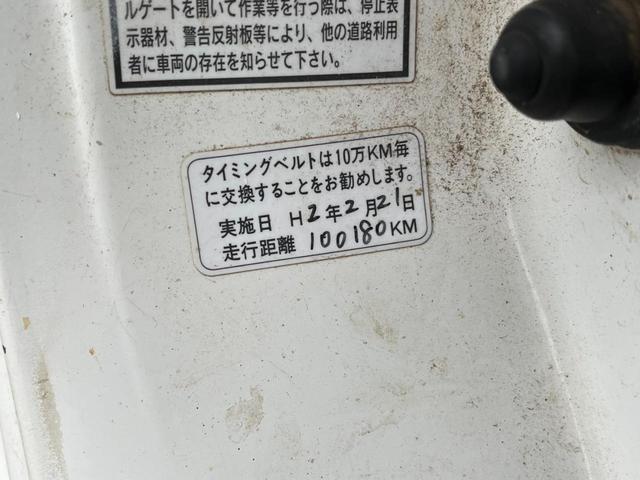 ルゲートを開いて作業等を行う際は、停止表
示器材、警告反射板等により、他の道路利用
者に車両の存在を知らせて下さい。
タイミングベルトは10万KM毎
に交換することをお勧めします。
実施日 H2年2月21日
走行距離 100180KM